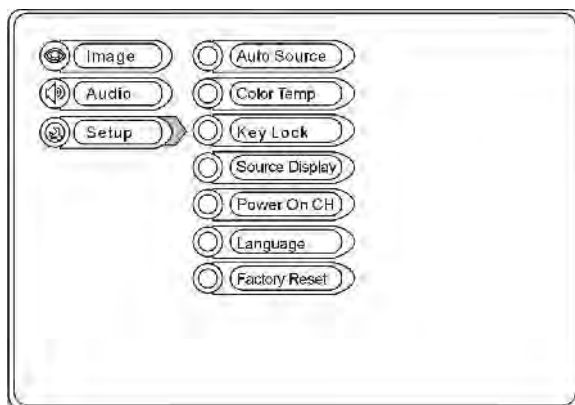 Image
Audio
Setup
Auto Source
Color Temp
Key Lock
Source Display
Power On CH
Language
Factory Reset